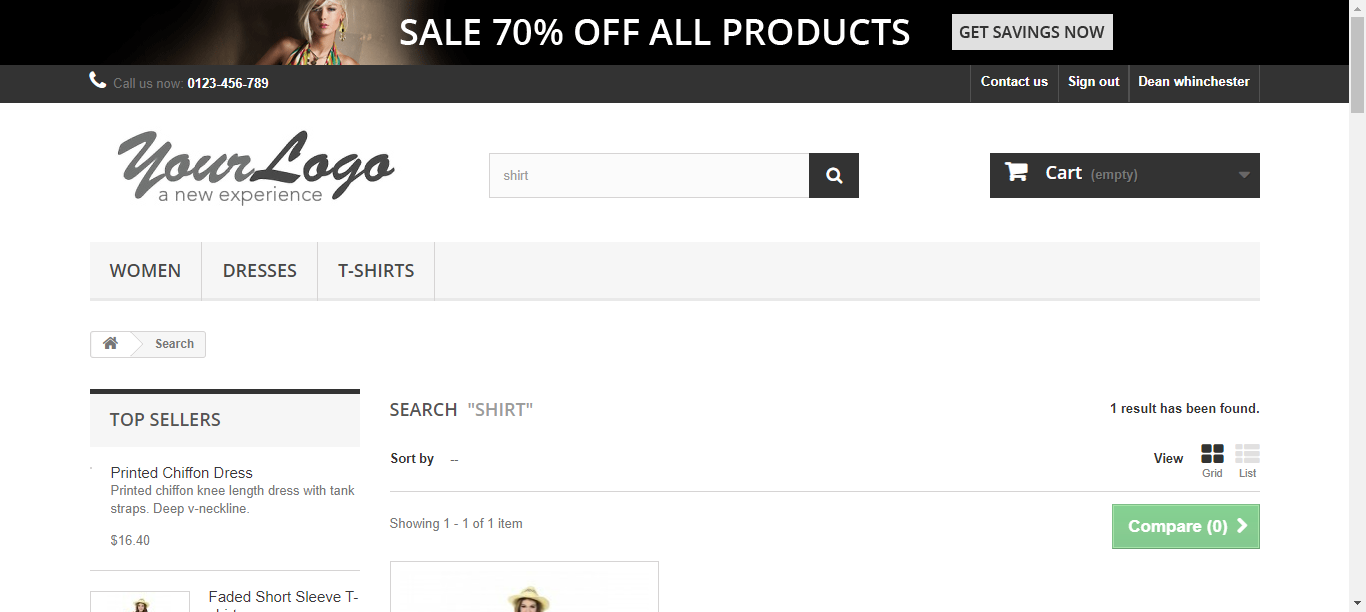 SALE 70% OFF ALL PRODUCTS GET SAVINGS NOW
Call us now: 0123-456-789 Contact us Sign out Dean whinchester
YourLogo
a new experience
shirt
Cart (empty)
WOMEN DRESSES T-SHIRTS
Search
TOP SELLERS
Printed Chiffon Dress
Printed chiffon knee length dress with tank
straps. Deep v-neckline.
$16.40
Faded Short Sleeve T-
SEARCH "SHIRT" 1 result has been found.
Sort by -- View Grid List
Showing 1 - 1 of 1 item Compare (0)